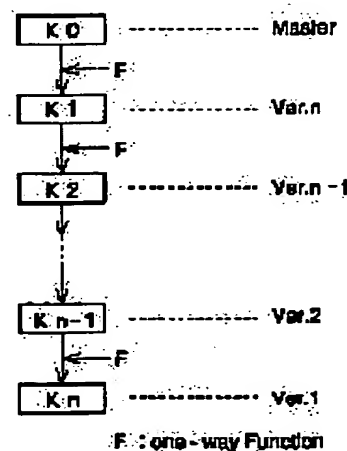 K 0 Master
F
K 1 Ver.n
F
K 2 Ver.n-1
K n-1 Ver.2
F
K n Ver.1
F : one-way Function